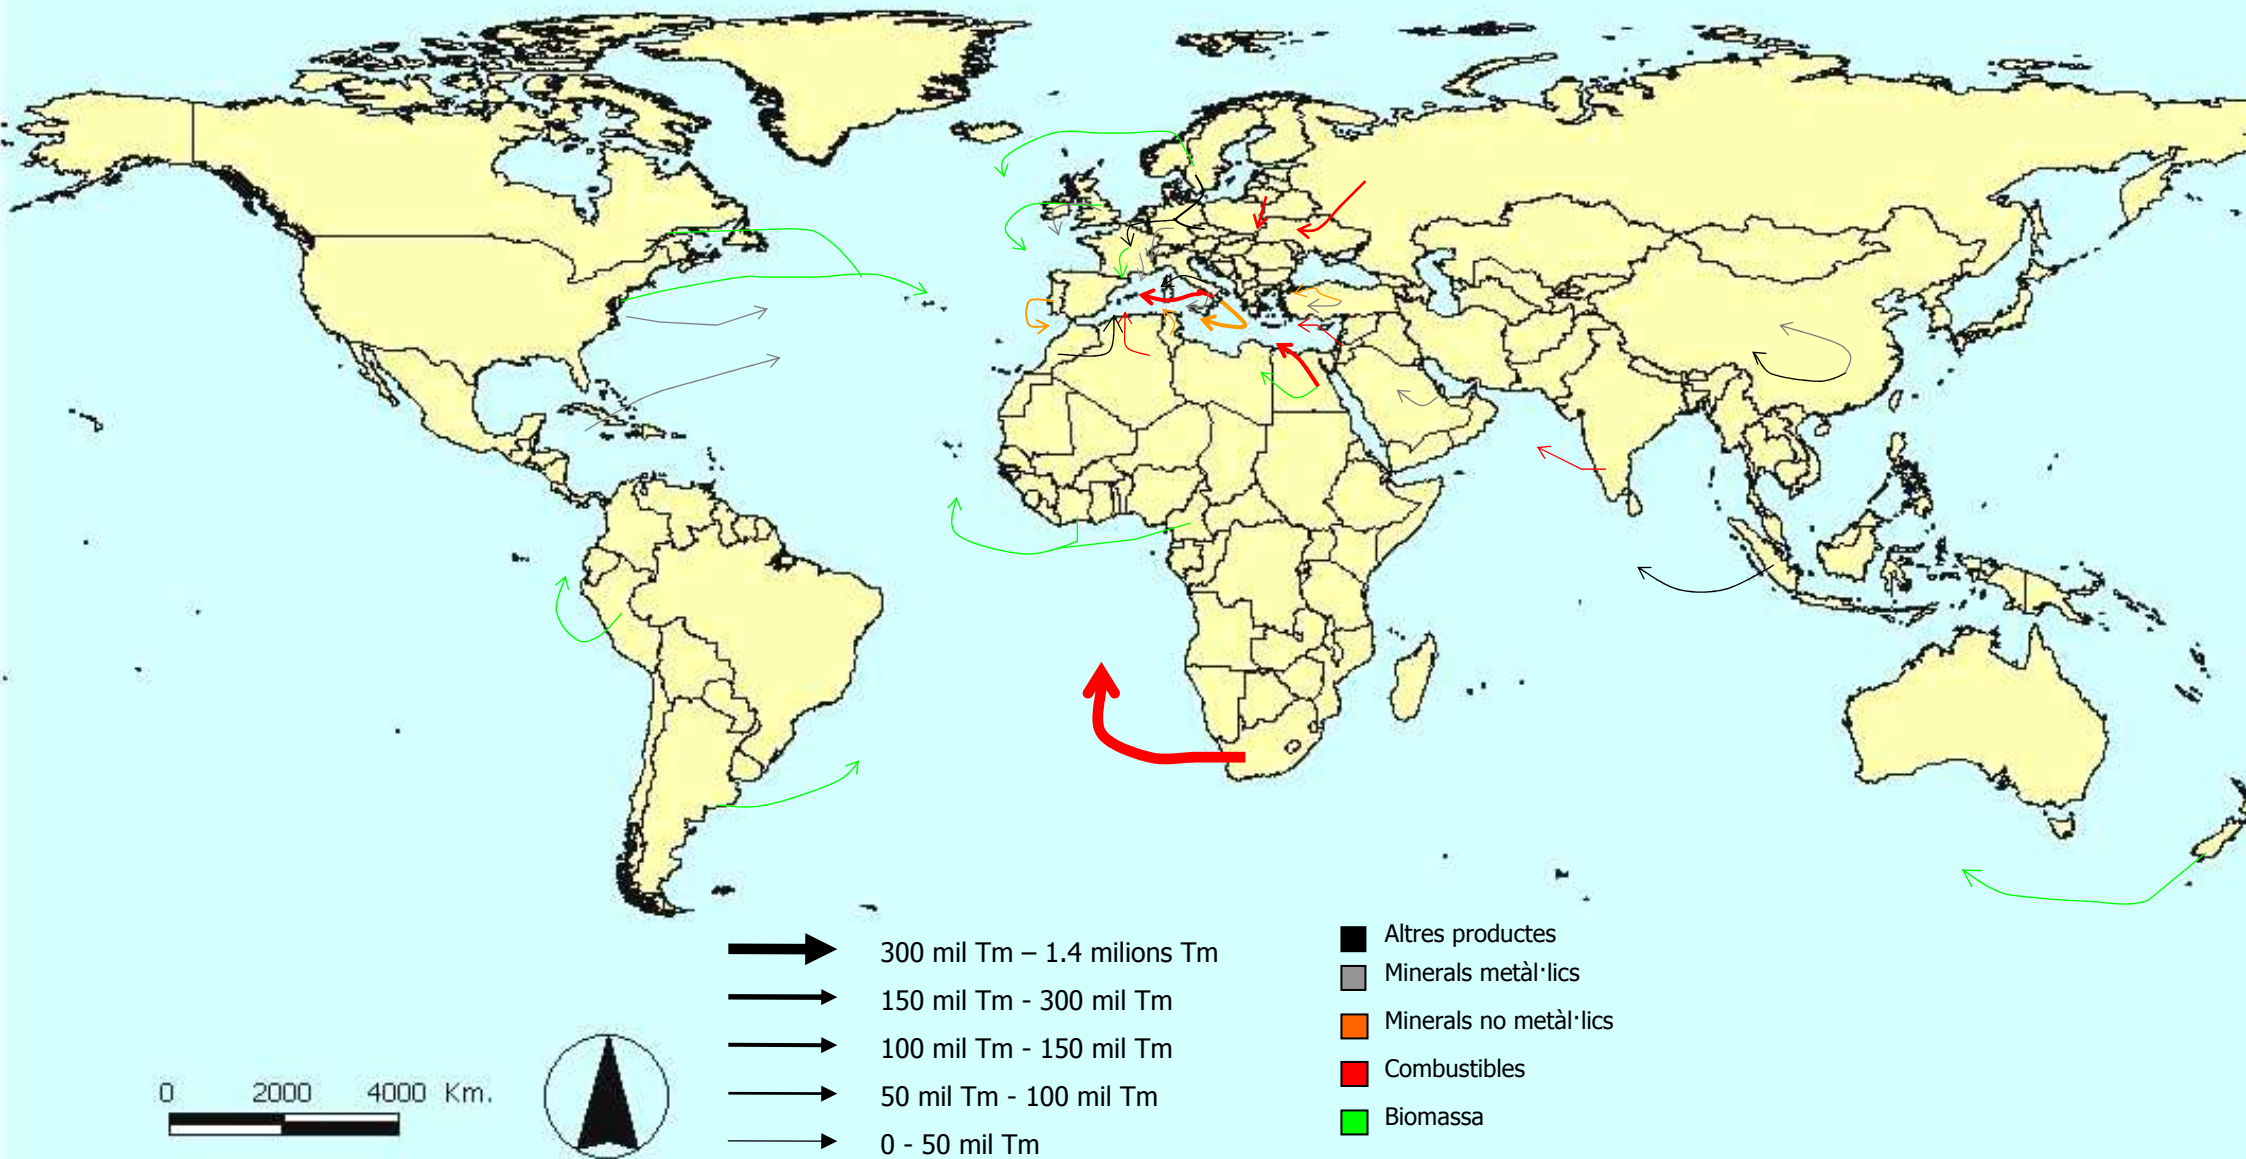 300 mil Tm – 1.4 milions Tm
150 mil Tm - 300 mil Tm
100 mil Tm - 150 mil Tm
50 mil Tm - 100 mil Tm
0 - 50 mil Tm
Altres productes
Minerals metàl·lics
Minerals no metàl·lics
Combustibles
Biomassa
0 2000 4000 Km.